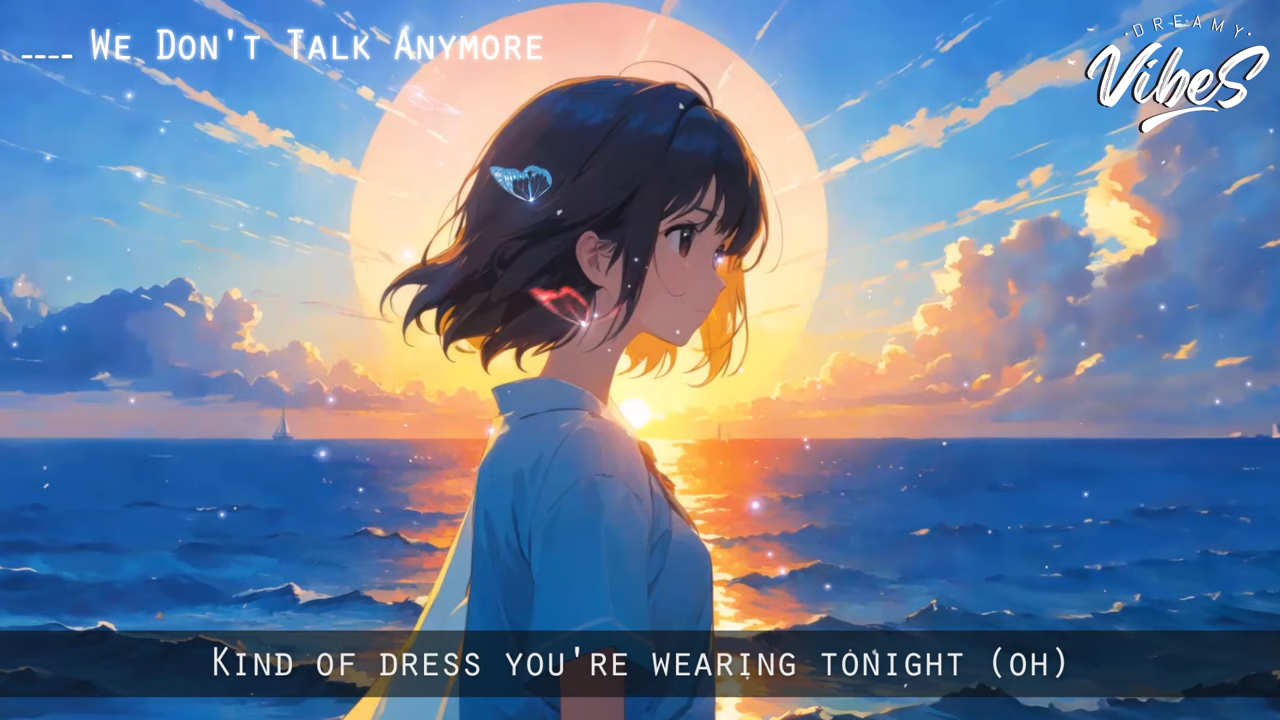 ____ We Don't Talk Anymore
DREAMY
Vibes
Kind of dress you're wearing tonight (oh)